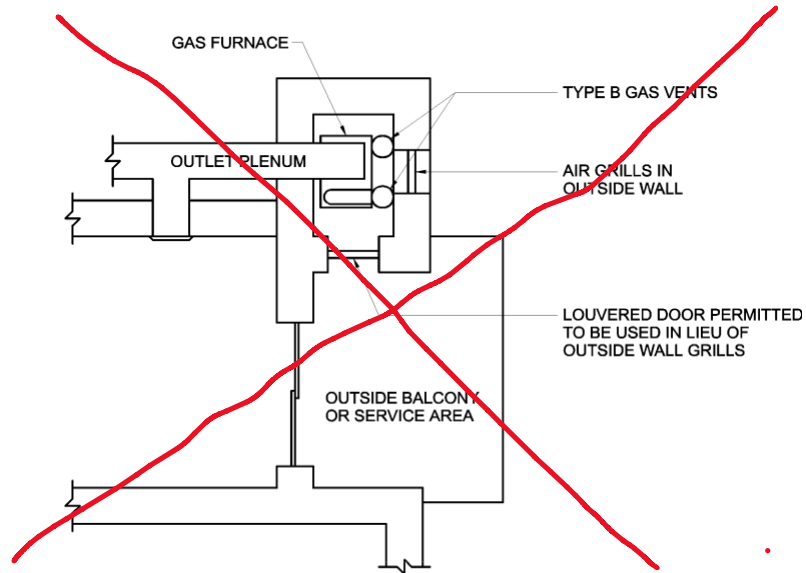 GAS FURNACE
TYPE B GAS VENTS
OUTLET PLENUM
AIR GRILLS IN
OUTSIDE WALL
LOUVERED DOOR PERMITTED
TO BE USED IN LIEU OF
OUTSIDE WALL GRILLS
OUTSIDE BALCONY
OR SERVICE AREA